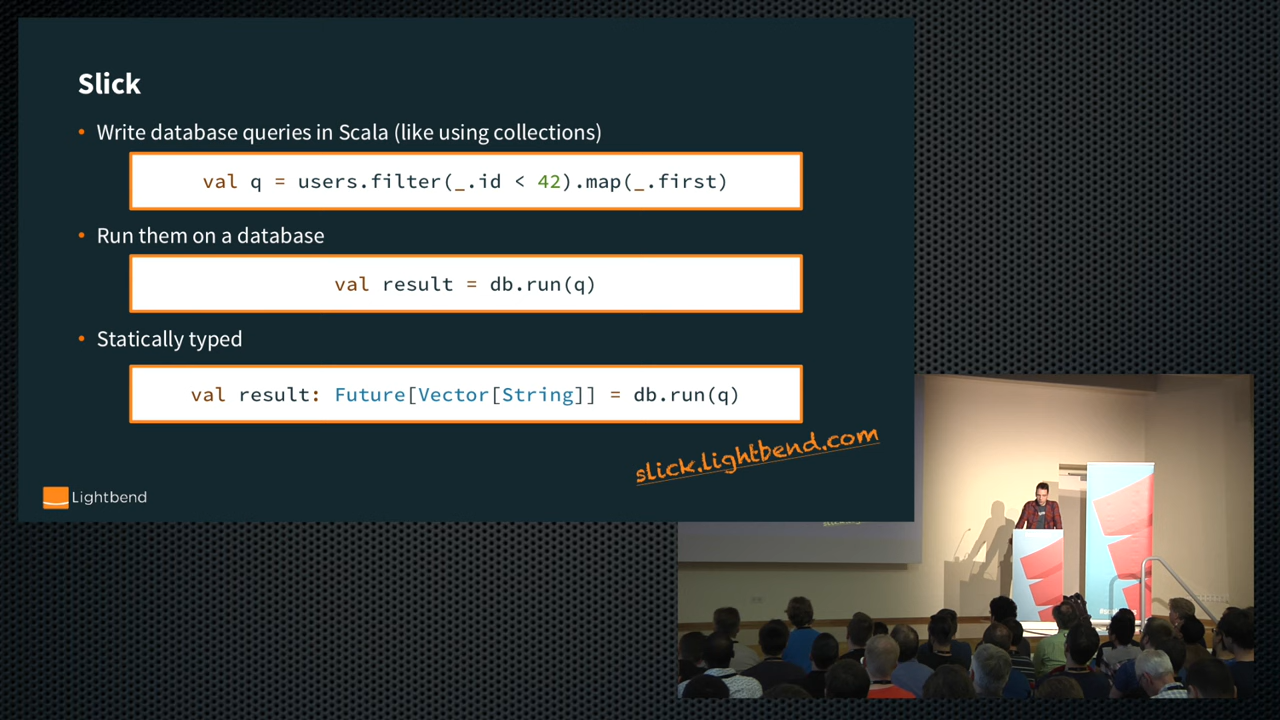 Slick
• Write database queries in Scala (like using collections)
val q = users.filter(_.id < 42).map(_.first)
• Run them on a database
val result = db.run(q)
• Statically typed
val result: Future[Vector[String]] = db.run(q)
slick.lightbend.com
Lightbend